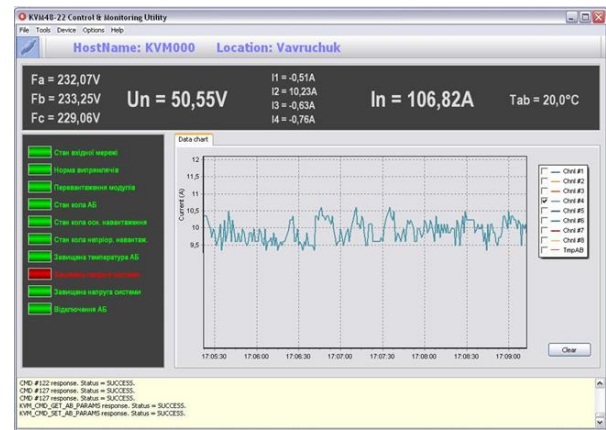 KVM48-22 Control & Monitoring Utility
File Tools Device Options Help
HostName: KVM000 Location: Vavruchuk
Fa = 232,07V
Fb = 233,25V
Fc = 229,06V
Un = 50,55V
I1 = -0,51A
I2 = 10,23A
I3 = -0,63A
I4 = -0,76A
In = 106,82A
Tab = 20,0°C
Стан вхідної мережі
Норма випрямлячів
Перевантаження модулів
Стан кола АБ
Стан кола осн. навантаження
Стан кола непріор. навантаж.
Завищена температура АБ
напруга системи
Завищена напруга системи
Відключення АБ
Data chart
Current (A)
12
11,5
11
10,5
10
9,5
17:05:30 17:06:00 17:06:30 17:07:00 17:07:30 17:08:00 17:08:30 17:09:00
Chnl #1
Chnl #2
Chnl #3
Chnl #4
Chnl #5
Chnl #6
Chnl #7
Chnl #8
TmpAB
Clear
CMD #122 response. Status = SUCCESS.
CMD #127 response. Status = SUCCESS.
CMD #127 response. Status = SUCCESS.
KVM_CMD_GET_AB_PARAMS response. Status = SUCCESS.
KVM_CMD_SET_AB_PARAMS response. Status = SUCCESS.